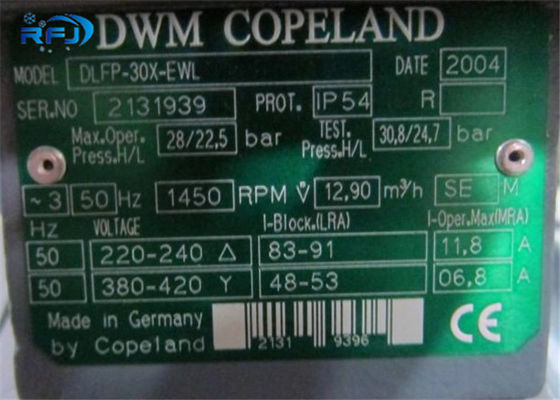 RFJ DWM COPELAND
MODEL DLFP-30X-EWL DATE 2004
SER.NO 2131939 PROT. IP 54 R
Max.Oper. Press.H/L 28/22,5 bar TEST. Press.H/L 30,8/24,7 bar
~3 50 Hz 1450 RPM V̇ 12,90 m³/h SE M
Hz VOLTAGE I-Block.(LRA) I-Oper.Max(MRA)
50 220-240 Δ 83-91 11,8 A
50 380-420 Y 48-53 06,8 A
Made in Germany
by Copeland 2131 9396 CE